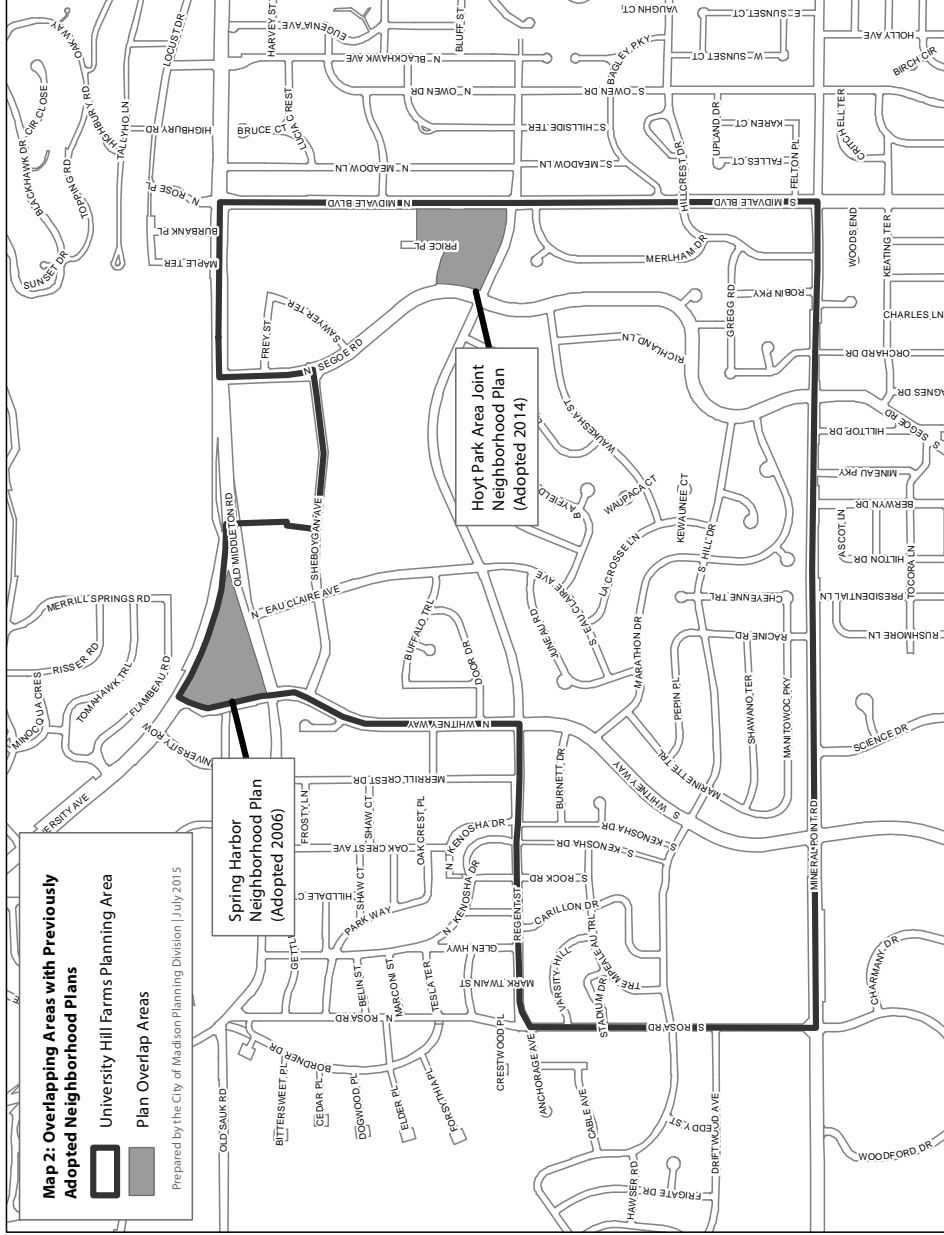 Map 2: Overlapping Areas with Previously
Adopted Neighborhood Plans
University Hill Farms Planning Area
Plan Overlap Areas
Prepared by the City of Madison Planning Division | July 2015
Spring Harbor
Neighborhood Plan
(Adopted 2006)
Hoyt Park Area Joint
Neighborhood Plan
(Adopted 2014)
OLD SAUK RD
BITTERSWEET PL
CEDAR PL
DOGWOOD PL
ELDER PL
FORSYTHIA PL
BORDNER DR
N ROSA RD
BELIN ST
MARCONI ST
TESLA TER
CRESTWOOD PL
ANCHORAGE AVE
CABLE AVE
EDDY ST
HAWSER RD
FRIGATE DR
DRIFTWOOD AVE
WOODFORD DR
CHARMANY DR
S ROSA RD
STADIUM DR
VARSITY HILL
TREMPEALEAU TRL
CARILLON DR
MARK TWAIN ST
GLEN HWY
REGENT ST
S ROCK RD
S KENOSHA DR
S KENOSHA DR
N KENOSHA DR
N KENOSHA DR
PARK WAY
SHAW CT
SHAW CT
HILLDALE CT
OAK CREST AVE
OAK CREST PL
FROSTY LN
MERRILL CREST DR
BURNETT DR
S WHITNEY WAY
N WHITNEY WAY
MARINETTE TRL
MINERAL POINT RD
SCIENCE DR
MANITOWOC PKY
SHAWANO TER
PEPIN PL
RACINE RD
MARATHON DR
CHEYENNE TRL
S HILL DR
KEWAUNEE CT
WAUPACA CT
LA CROSSE LN
S EAU CLAIRE AVE
JUNEAU RD
DOOR DR
BUFFALO TRL
N EAU CLAIRE AVE
SHEBOYGAN AVE
OLD MIDDLETON RD
FLAMBEAU RD
TOMAHAWK TRL
RISSER RD
MINOCQUA CRES
MERRILL SPRINGS RD
WAUKESHA ST
RICHLAND LN
N SEGOE RD
FREY ST
SAWYER TER
PRICE PL
MERLHAM DR
GREGG RD
ROBIN PKY
N MIDVALE BLVD
S MIDVALE BLVD
MAPLE TER
BURBANK PL
N ROSE PL
SUNSET DR
BLACKHAWK DR
CIR CLOSE
TOPPING RD
HIGHBURY RD
HIGHBURY RD
OAK WAY
TALLYHO LN
LOCUST DR
HARVEY ST
EUGENIA AVE
BRUCE CT
LUCIA CREST
N MEADOW LN
S MEADOW LN
N BLACKHAWK AVE
N OWEN DR
S OWEN DR
BLUFF ST
S HILLSIDE TER
BAGLEY PKY
VAUGHN CT
W SUNSET CT
E SUNSET CT
HOLLY AVE
BIRCH CIR
CRITCHELL TER
KAREN CT
UPLAND DR
FALLES CT
FELTON PL
HILLCREST DR
WOODS END
KEATING TER
CHARLES LN
ORCHARD DR
SEGOE RD
HILLTOP DR
MINEAU PKY
BERWYN DR
ASCOT LN
HILTON DR
TOCORA LN
PRESIDENTIAL LN
RUSHMORE LN